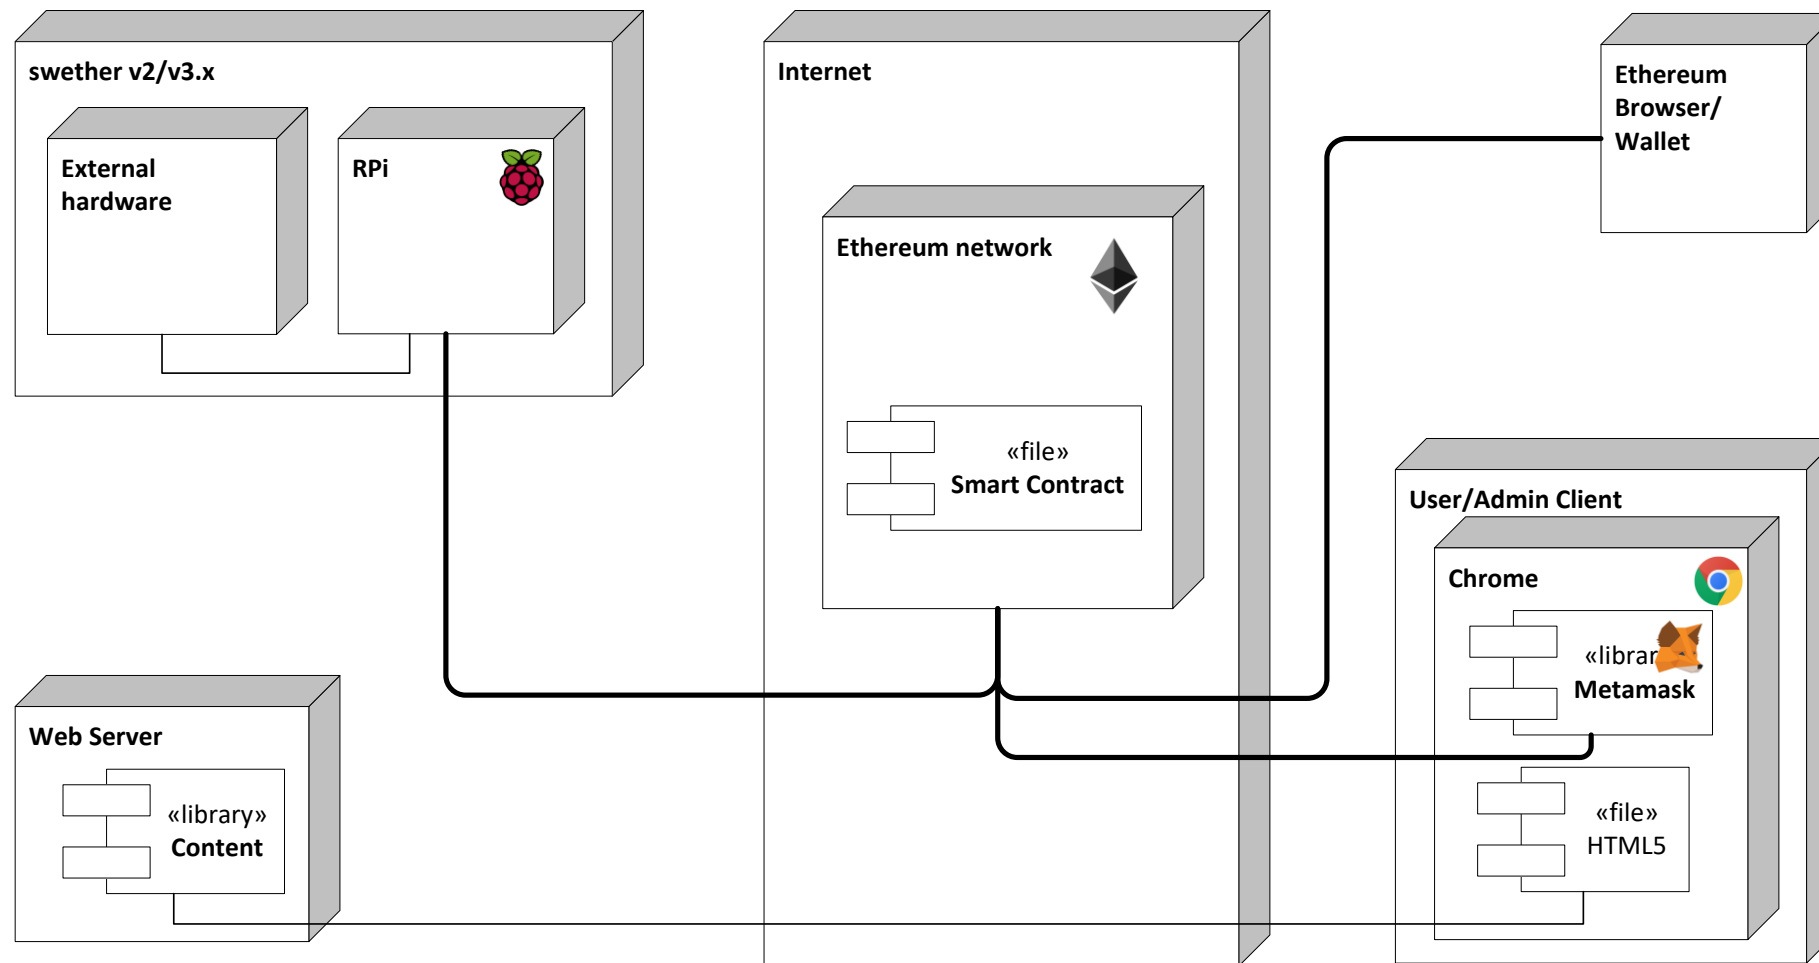 swether v2/v3.x
External
hardware
RPi
Internet
Ethereum network
«file»
Smart Contract
Ethereum
Browser/
Wallet
User/Admin Client
Chrome
«librar
Metamask
«file»
HTML5
Web Server
«library»
Content